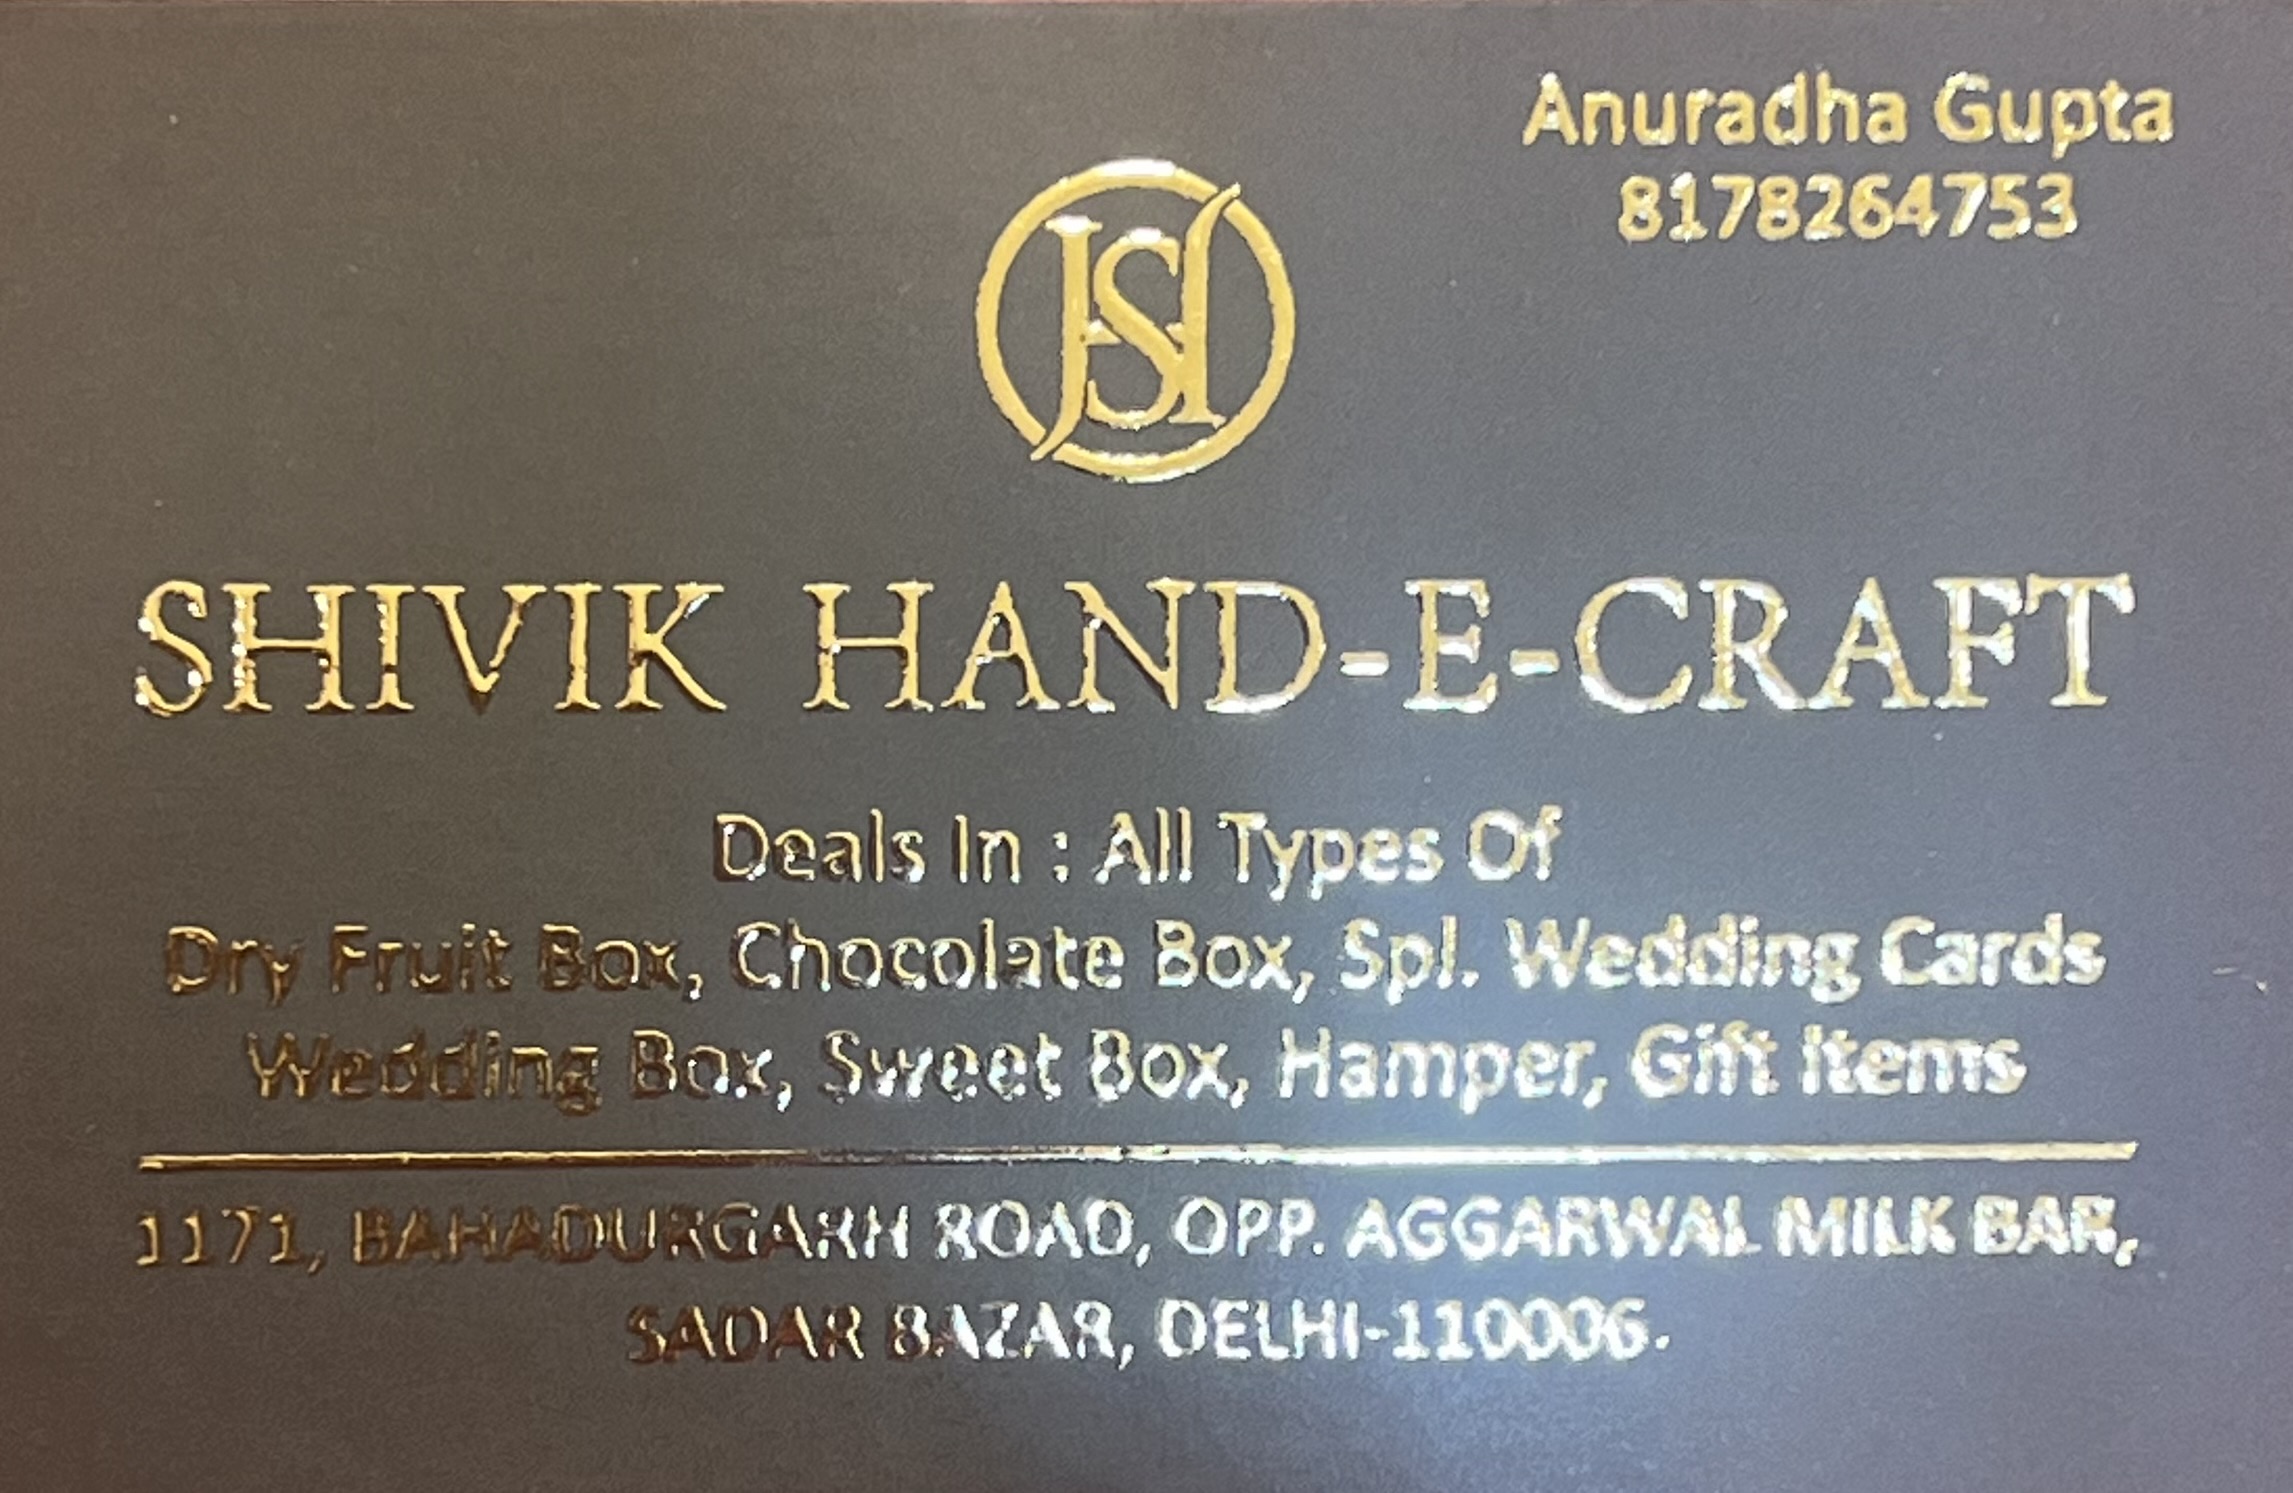 Anuradha Gupta
8178264753
SHIVIK HAND-E-CRAFT
Deals In : All Types Of
Dry Fruit Box, Chocolate Box, Spl. Wedding Cards
Wedding Box, Sweet Box, Hamper, Gift Items
1171, BAHADURGARH ROAD, OPP. AGGARWAL MILK BAR,
SADAR BAZAR, DELHI-110006.